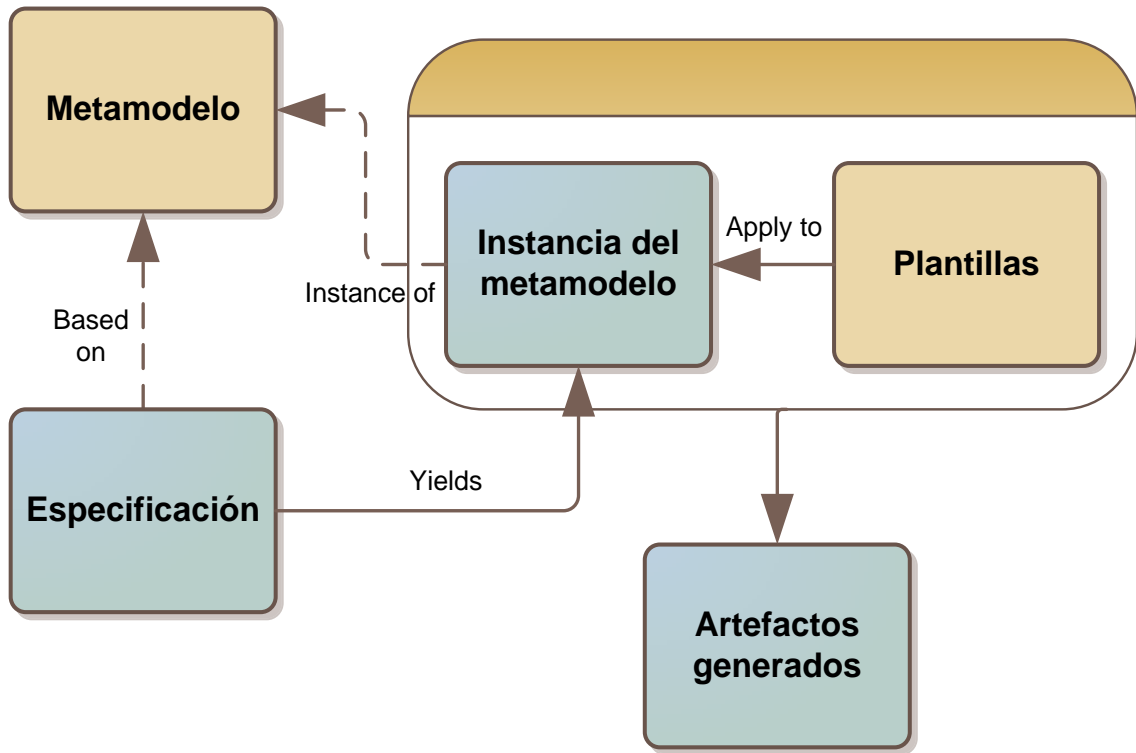 Metamodelo
Instancia del
metamodelo
Apply to
Plantillas
Instance of
Based
on
Especificación
Yields
Artefactos
generados